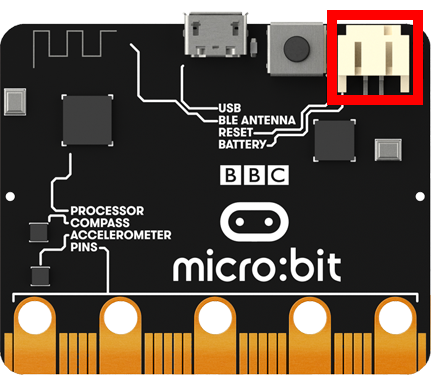 USB
BLE ANTENNA
RESET
BATTERY
BBC
PROCESSOR
COMPASS
ACCELEROMETER
PINS
micro:bit